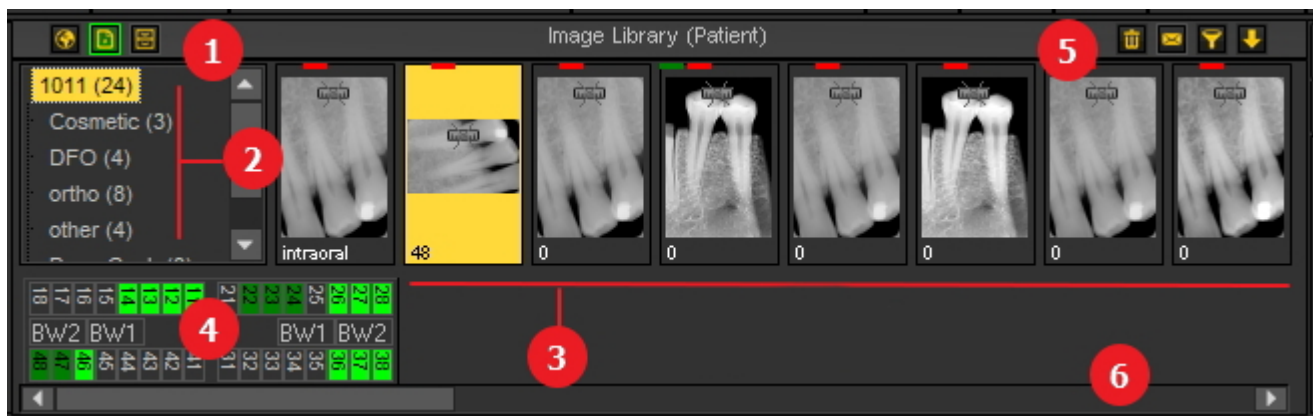 Image Library (Patient)
1
5
1011 (24)
Cosmetic (3)
DFO (4)
ortho (8)
other (4)
2
intraoral
48
0
0
0
0
0
0
18 17 16 15 14 13 12 11 21 22 23 24 25 26 27 28
BW2 BW1 BW1 BW2
48 47 46 45 44 43 42 41 31 32 33 34 35 36 37 38
4
3
6